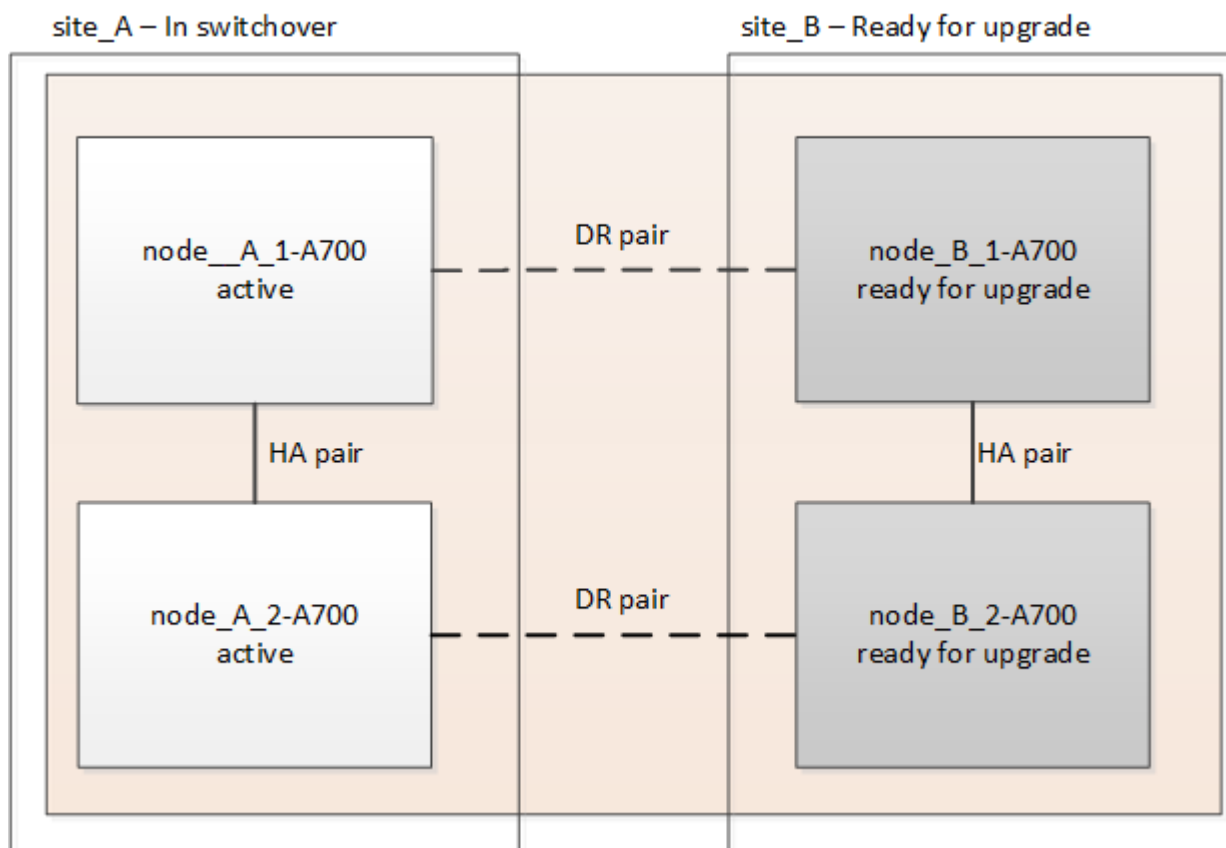 site_A – In switchover
site_B – Ready for upgrade
node__A_1-A700
active
DR pair
node_B_1-A700
ready for upgrade
HA pair
HA pair
node_A_2-A700
active
DR pair
node_B_2-A700
ready for upgrade